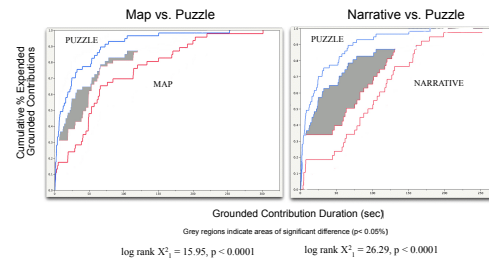 Map vs. Puzzle
Narrative vs. Puzzle
Cumulative % Expended
Grounded Contributions
PUZZLE
MAP
PUZZLE
NARRATIVE
Grounded Contribution Duration (sec)
Grey regions indicate areas of significant difference (p< 0.05%)
log rank X²₁ = 15.95, p < 0.0001
log rank X²₁ = 26.29, p < 0.0001